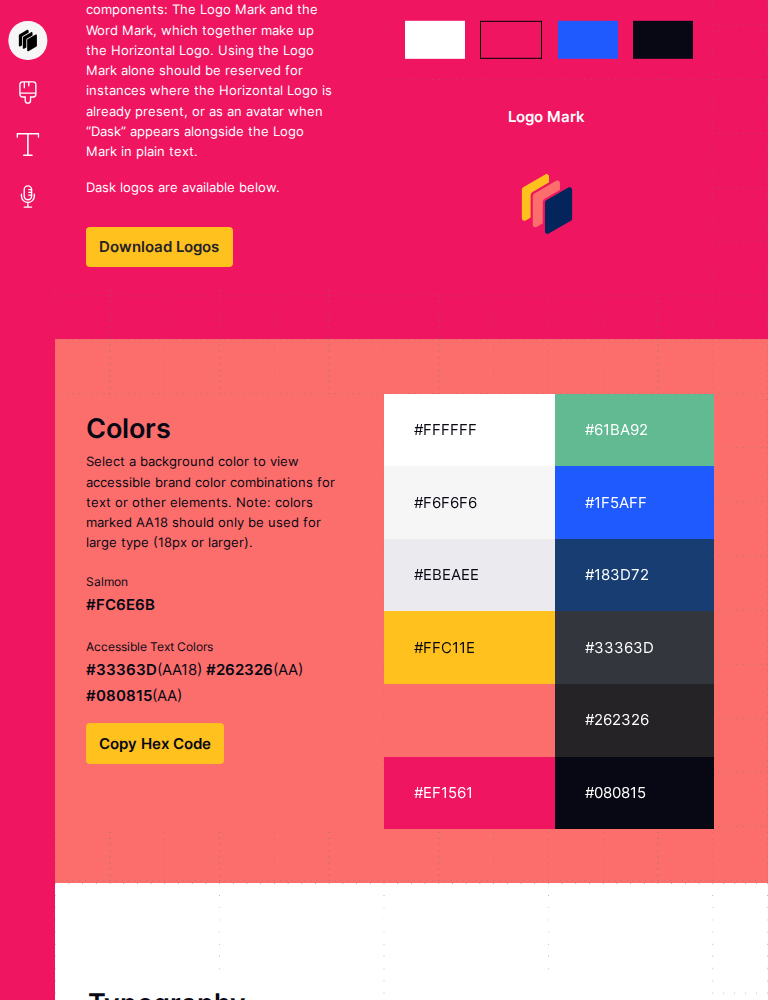 components: The Logo Mark and the
Word Mark, which together make up
the Horizontal Logo. Using the Logo
Mark alone should be reserved for
instances where the Horizontal Logo is
already present, or as an avatar when
“Dask” appears alongside the Logo
Mark in plain text.
Dask logos are available below.
Download Logos
Logo Mark
Colors
Select a background color to view
accessible brand color combinations for
text or other elements. Note: colors
marked AA18 should only be used for
large type (18px or larger).
Salmon
#FC6E6B
Accessible Text Colors
#33363D(AA18) #262326(AA)
#080815(AA)
Copy Hex Code
#FFFFFF
#61BA92
#F6F6F6
#1F5AFF
#EBEAEE
#183D72
#FFC11E
#33363D
#262326
#EF1561
#080815
Typography